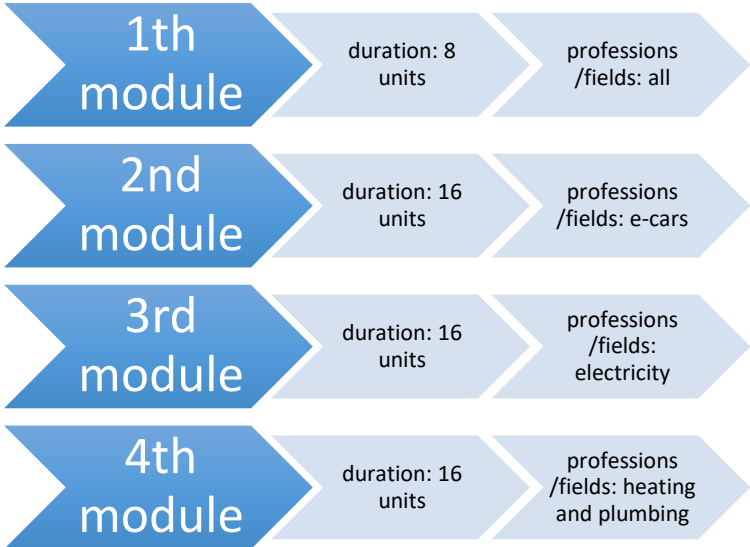 1th
module
duration: 8
units
professions
/fields: all
2nd
module
duration: 16
units
professions
/fields: e-cars
3rd
module
duration: 16
units
professions
/fields:
electricity
4th
module
duration: 16
units
professions
/fields: heating
and plumbing